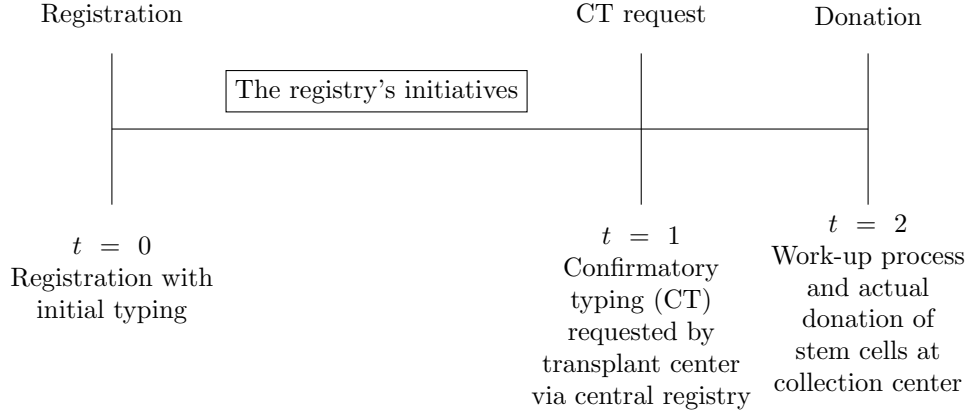 Registration
CT request
Donation
The registry's initiatives
t = 0
Registration with
initial typing
t = 1
Confirmatory
typing (CT)
requested by
transplant center
via central registry
t = 2
Work-up process
and actual
donation of
stem cells at
collection center